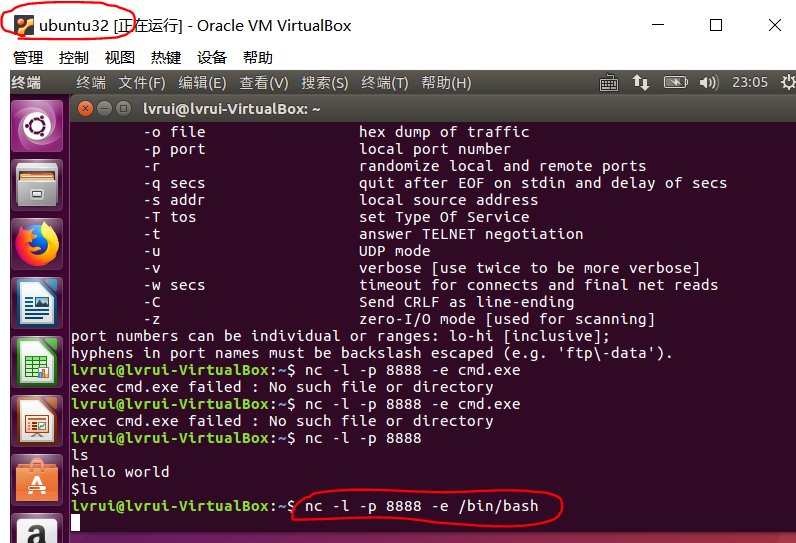 ubuntu32 [正在运行] - Oracle VM VirtualBox
管理 控制 视图 热键 设备 帮助
终端 终端 文件(F) 编辑(E) 查看(V) 搜索(S) 终端(T) 帮助(H) 23:05
lvrui@lvrui-VirtualBox: ~
-o file hex dump of traffic
-p port local port number
-r randomize local and remote ports
-q secs quit after EOF on stdin and delay of secs
-s addr local source address
-T tos set Type Of Service
-t answer TELNET negotiation
-u UDP mode
-v verbose [use twice to be more verbose]
-w secs timeout for connects and final net reads
-C Send CRLF as line-ending
-z zero-I/O mode [used for scanning]
port numbers can be individual or ranges: lo-hi [inclusive];
hyphens in port names must be backslash escaped (e.g. 'ftp\-data').
lvrui@lvrui-VirtualBox:~$ nc -l -p 8888 -e cmd.exe
exec cmd.exe failed : No such file or directory
lvrui@lvrui-VirtualBox:~$ nc -l -p 8888 -e cmd.exe
exec cmd.exe failed : No such file or directory
lvrui@lvrui-VirtualBox:~$ nc -l -p 8888
ls
hello world
$ls
lvrui@lvrui-VirtualBox:~$ nc -l -p 8888 -e /bin/bash